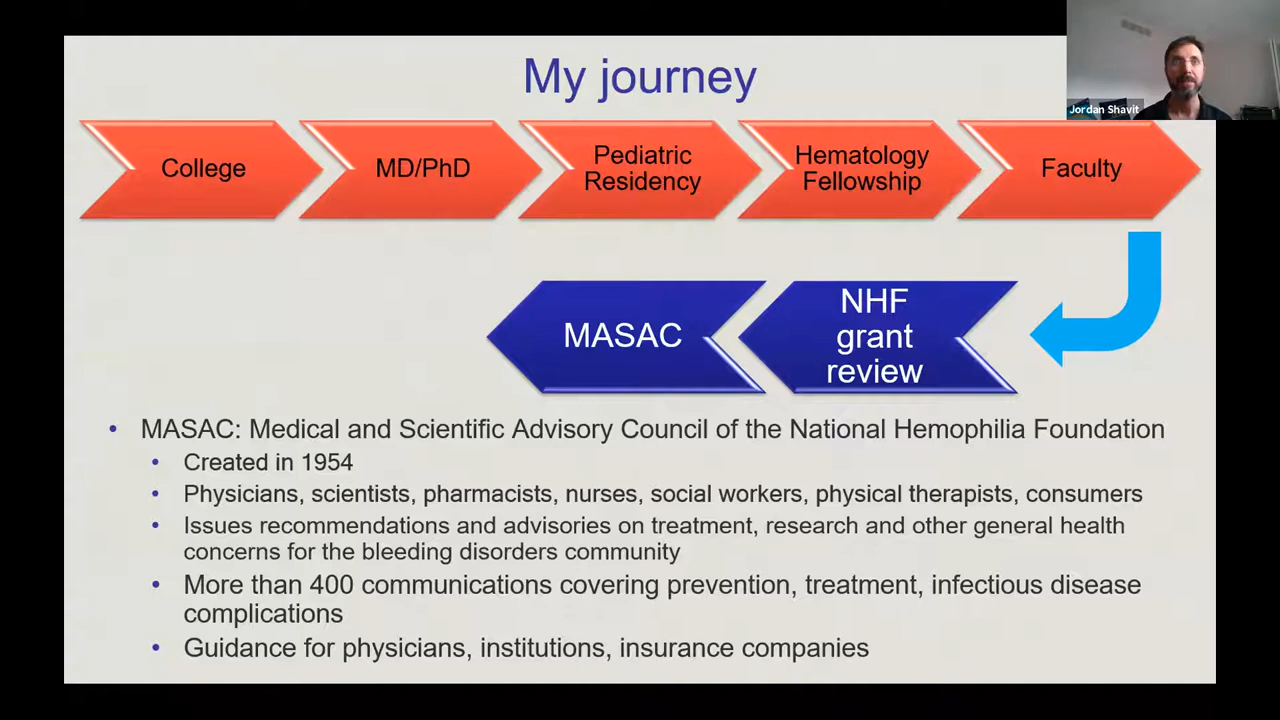 My journey
Jordan Shavit
College
MD/PhD
Pediatric
Residency
Hematology
Fellowship
Faculty
MASAC
NHF
grant
review
• MASAC: Medical and Scientific Advisory Council of the National Hemophilia Foundation
• Created in 1954
• Physicians, scientists, pharmacists, nurses, social workers, physical therapists, consumers
• Issues recommendations and advisories on treatment, research and other general health
concerns for the bleeding disorders community
• More than 400 communications covering prevention, treatment, infectious disease
complications
• Guidance for physicians, institutions, insurance companies